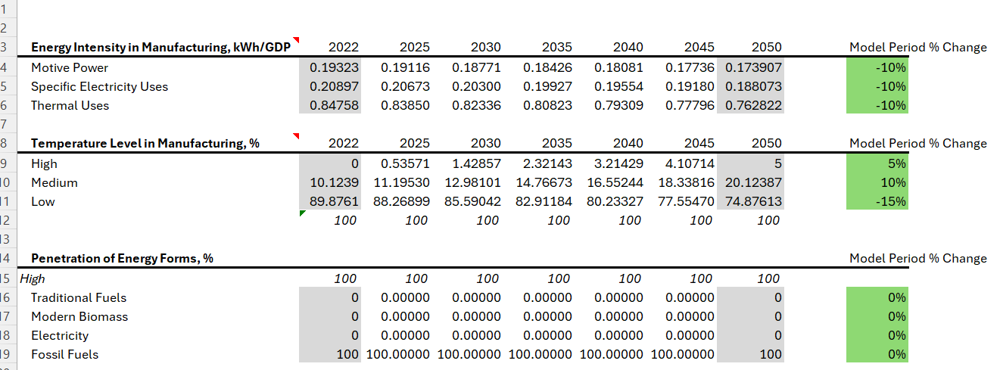 1
2
3 Energy Intensity in Manufacturing, kWh/GDP 2022 2025 2030 2035 2040 2045 2050 Model Period % Change
4 Motive Power 0.19323 0.19116 0.18771 0.18426 0.18081 0.17736 0.173907 -10%
5 Specific Electricity Uses 0.20897 0.20673 0.20300 0.19927 0.19554 0.19180 0.188073 -10%
6 Thermal Uses 0.84758 0.83850 0.82336 0.80823 0.79309 0.77796 0.762822 -10%
7
8 Temperature Level in Manufacturing, % 2022 2025 2030 2035 2040 2045 2050 Model Period % Change
9 High 0 0.53571 1.42857 2.32143 3.21429 4.10714 5 5%
10 Medium 10.1239 11.19530 12.98101 14.76673 16.55244 18.33816 20.12387 10%
11 Low 89.8761 88.26899 85.59042 82.91184 80.23327 77.55470 74.87613 -15%
12 100 100 100 100 100 100 100
13
14 Penetration of Energy Forms, % Model Period % Change
15 High 100 100 100 100 100 100 100
16 Traditional Fuels 0 0.00000 0.00000 0.00000 0.00000 0.00000 0 0%
17 Modern Biomass 0 0.00000 0.00000 0.00000 0.00000 0.00000 0 0%
18 Electricity 0 0.00000 0.00000 0.00000 0.00000 0.00000 0 0%
19 Fossil Fuels 100 100.00000 100.00000 100.00000 100.00000 100.00000 100 0%